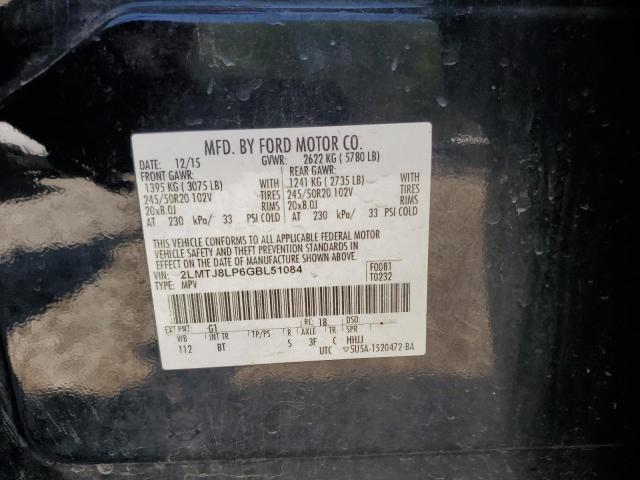 MFD. BY FORD MOTOR CO.
DATE: 12/15 GVWR: 2622 KG ( 5780 LB)
FRONT GAWR: REAR GAWR:
1395 KG ( 3075 LB) WITH 1241 KG ( 2735 LB) WITH
245/50R20 102V TIRES 245/50R20 102V TIRES
20x8.0J RIMS 20x8.0J RIMS
AT 230 kPa/ 33 PSI COLD AT 230 kPa/ 33 PSI COLD
THIS VEHICLE CONFORMS TO ALL APPLICABLE FEDERAL MOTOR
VEHICLE SAFETY AND THEFT PREVENTION STANDARDS IN
EFFECT ON THE DATE OF MANUFACTURE SHOWN ABOVE.
VIN: 2LMTJ8LP6GBL51084 F0081
TYPE: MPV T0232
EXT PNT: G1 RC: 18 DSO:
WB INT TR TP/PS R AXLE TR SPR
112 BT S 3F C HHJJ
UTC ▽5U5A-1520472-BA